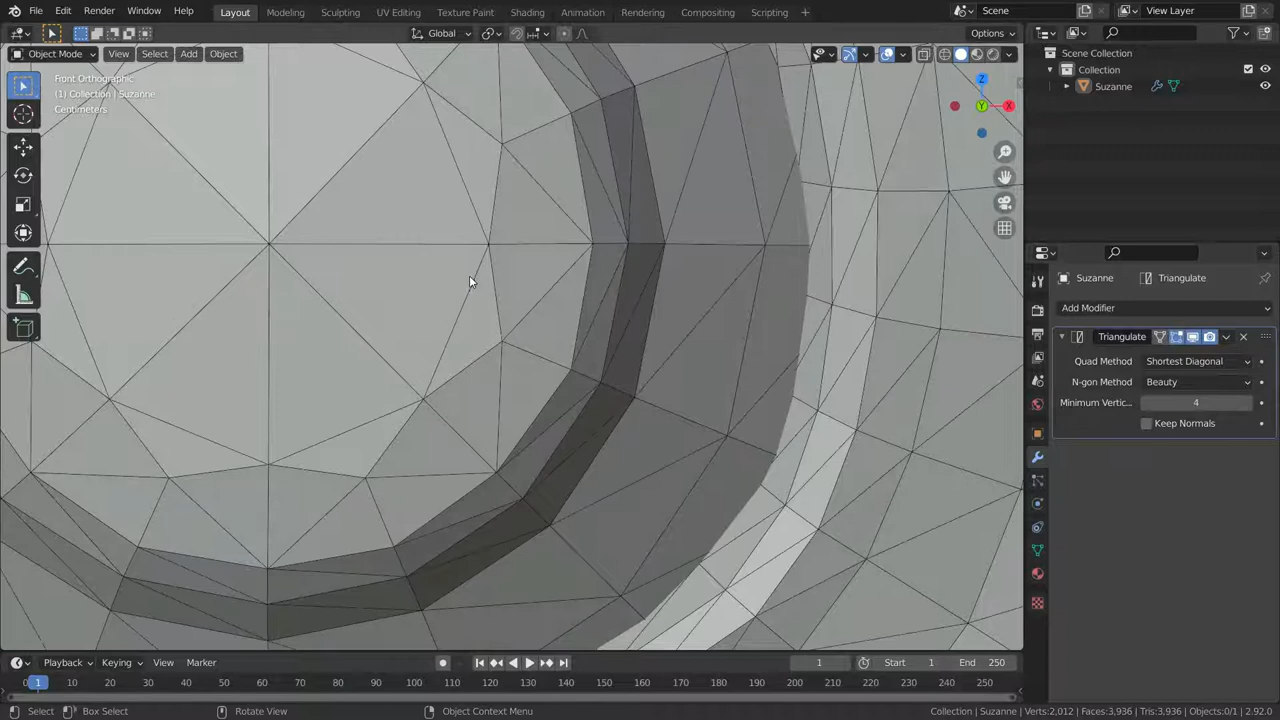 File Edit Render Window Help Layout Modeling Sculpting UV Editing Texture Paint Shading Animation Rendering Compositing Scripting + Scene View Layer
Global Options
Object Mode View Select Add Object Scene Collection
Collection
Front Orthographic
(1) Collection | Suzanne Suzanne
Centimeters
Z
Y X
Suzanne Triangulate
Add Modifier
Triangulate
Quad Method Shortest Diagonal
N-gon Method Beauty
Minimum Vertic... 4
Keep Normals
Playback Keying View Marker 1 Start 1 End 250
0 1 10 20 30 40 50 60 70 80 90 100 110 120 130 140 150 160 170 180 190 200 210 220 230 240 250
Select Box Select Rotate View Object Context Menu Collection | Suzanne | Verts:2,012 | Faces:3,936 | Tris:3,936 | Objects:0/1 | 2.92.0